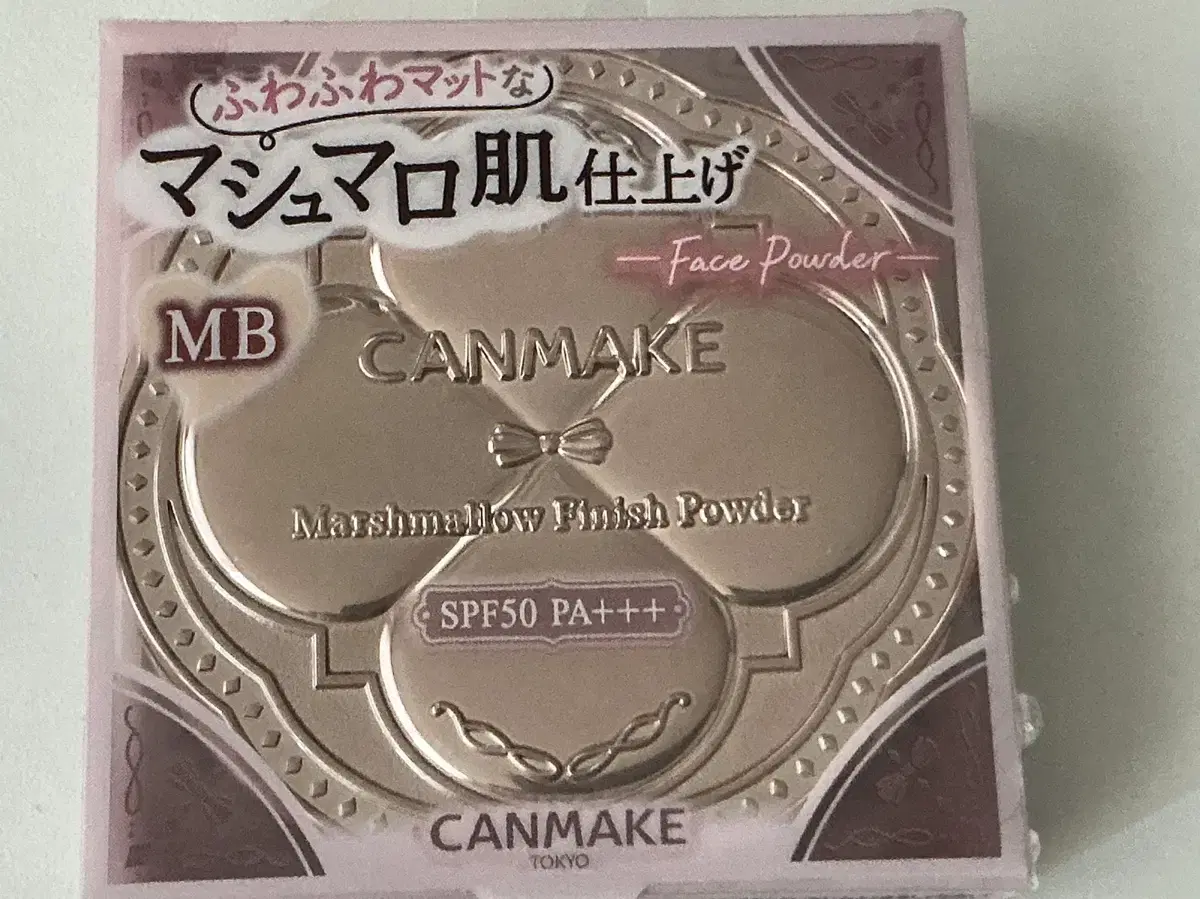 ふわふわマットな
マシュマロ肌仕上げ
Face Powder
MB
CANMAKE
Marshmallow Finish Powder
SPF50 PA+++
CANMAKE
TOKYO